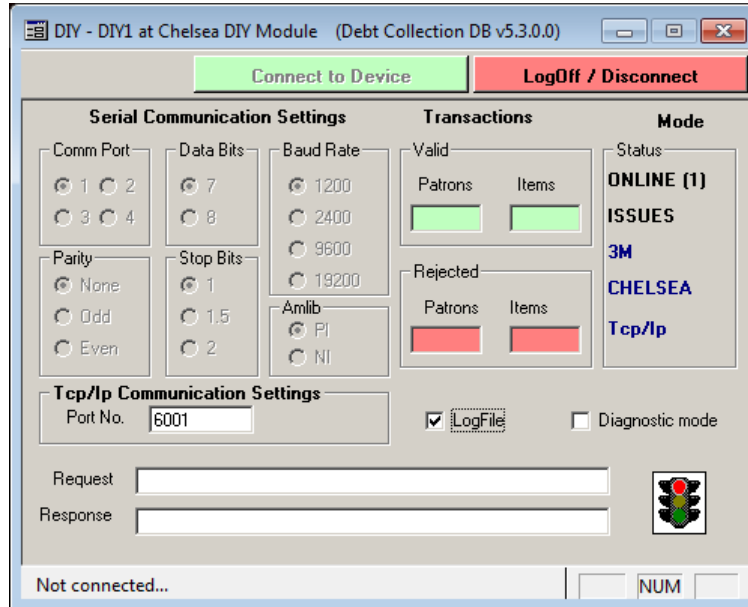 DIY - DIY1 at Chelsea DIY Module (Debt Collection DB v5.3.0.0)
Connect to Device
LogOff / Disconnect
Serial Communication Settings
Transactions
Mode
Comm Port
1
2
3
4
Data Bits
7
8
Baud Rate
1200
2400
9600
19200
Parity
None
Odd
Even
Stop Bits
1
1.5
2
Amlib
PI
NI
Valid
Patrons
Items
Rejected
Patrons
Items
Status
ONLINE (1)
ISSUES
3M
CHELSEA
Tcp/Ip
Tcp/Ip Communication Settings
Port No.
6001
LogFile
Diagnostic mode
Request
Response
Not connected...
NUM